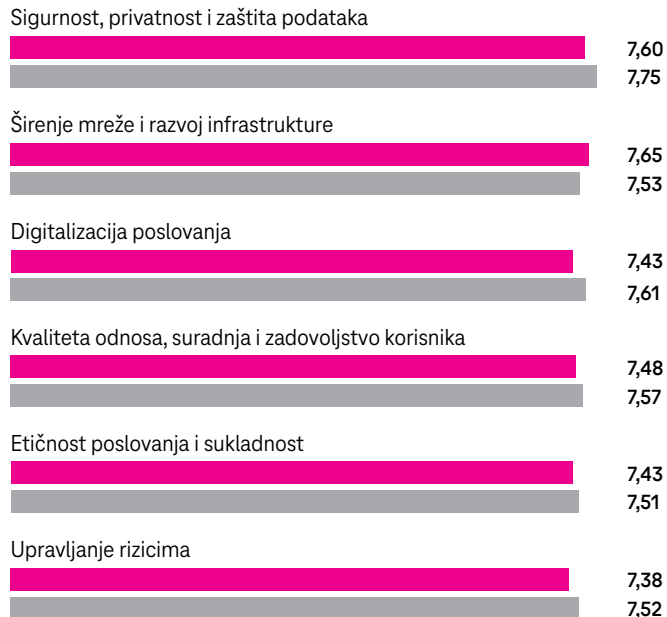 Sigurnost, privatnost i zaštita podataka
7,60
7,75
Širenje mreže i razvoj infrastrukture
7,65
7,53
Digitalizacija poslovanja
7,43
7,61
Kvaliteta odnosa, suradnja i zadovoljstvo korisnika
7,48
7,57
Etičnost poslovanja i sukladnost
7,43
7,51
Upravljanje rizicima
7,38
7,52